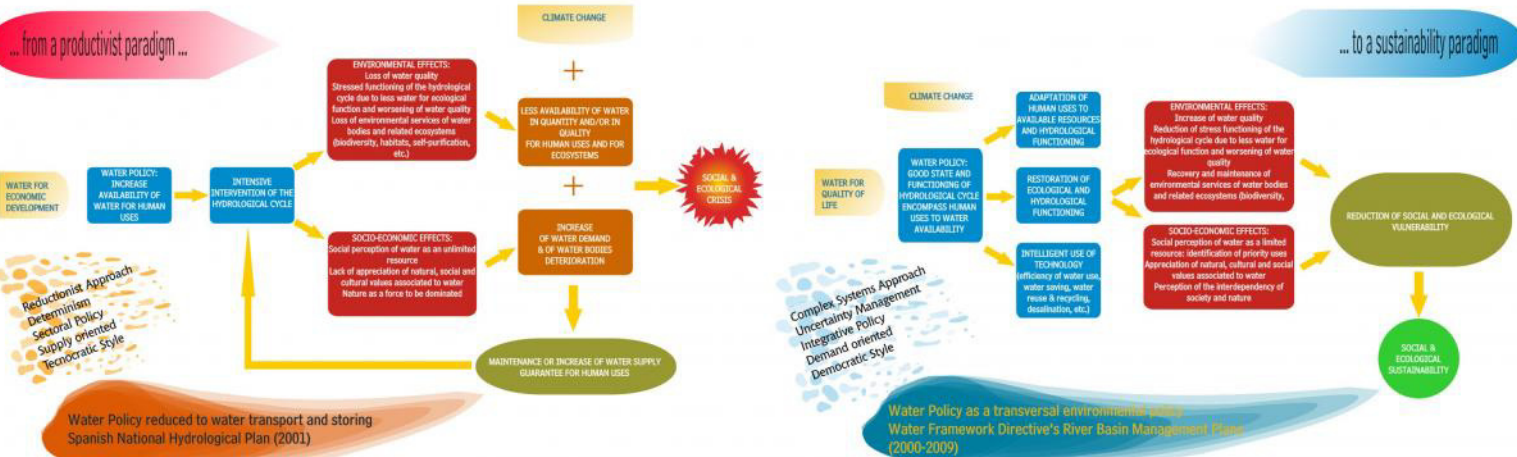 ... from a productivist paradigm ...
CLIMATE CHANGE
+
ENVIRONMENTAL EFFECTS:
Loss of water quality
Stressed functioning of the hydrological
cycle due to less water for ecological
function and worsening of water quality
Loss of environmental services of water
bodies and related ecosystems
(biodiversity, habitats, self-purification,
etc.)
LESS AVAILABILITY OF WATER
IN QUANTITY AND/OR IN
QUALITY
FOR HUMAN USES AND FOR
ECOSYSTEMS
WATER FOR
ECONOMIC
DEVELOPMENT
WATER POLICY:
INCREASE
AVAILABILITY OF
WATER FOR HUMAN
USES
INTENSIVE
INTERVENTION OF THE
HYDROLOGICAL CYCLE
+
SOCIAL &
ECOLOGICAL
CRISIS
SOCIO-ECONOMIC EFFECTS:
Social perception of water as an unlimited
resource
Lack of appreciation of natural, social and
cultural values associated to water
Nature as a force to be dominated
INCREASE
OF WATER DEMAND
& OF WATER BODIES
DETERIORATION
Reductionist Approach
Determinism
Sectoral Policy
Supply oriented
Tecnocratic Style
MAINTENANCE OR INCREASE OF WATER SUPPLY
GUARANTEE FOR HUMAN USES
Water Policy reduced to water transport and storing
Spanish National Hydrological Plan (2001)
... to a sustainability paradigm
CLIMATE CHANGE
ADAPTATION OF
HUMAN USES TO
AVAILABLE RESOURCES
AND HYDROLOGICAL
FUNCTIONING
ENVIRONMENTAL EFFECTS:
Increase of water quality
Reduction of stress functioning of the
hydrological cycle due to less water for
ecological function and worsening of water
quality
Recovery and maintenance of
environmental services of water bodies
and related ecosystems (biodiversity,
WATER FOR
QUALITY OF
LIFE
WATER POLICY:
GOOD STATE AND
FUNCTIONING OF
HYDROLOGICAL CYCLE
ENCOMPASS HUMAN
USES TO WATER
AVAILABILITY
RESTORATION OF
ECOLOGICAL AND
HYDROLOGICAL
FUNCTIONING
REDUCTION OF SOCIAL AND ECOLOGICAL
VULNERABILITY
SOCIO-ECONOMIC EFFECTS:
Social perception of water as a limited
resource: identification of priority uses
Appreciation of natural, cultural and social
values associated to water
Perception of the interdependency of
society and nature
INTELLIGENT USE OF
TECHNOLOGY
(efficiency of water use,
water saving, water
reuse & recycling,
desalination, etc.)
Complex Systems Approach
Uncertainty Management
Integrative Policy
Demand oriented
Democratic Style
SOCIAL &
ECOLOGICAL
SUSTAINABILITY
Water Policy as a transversal environmental policy
Water Framework Directive's River Basin Management Plans
(2000-2009)